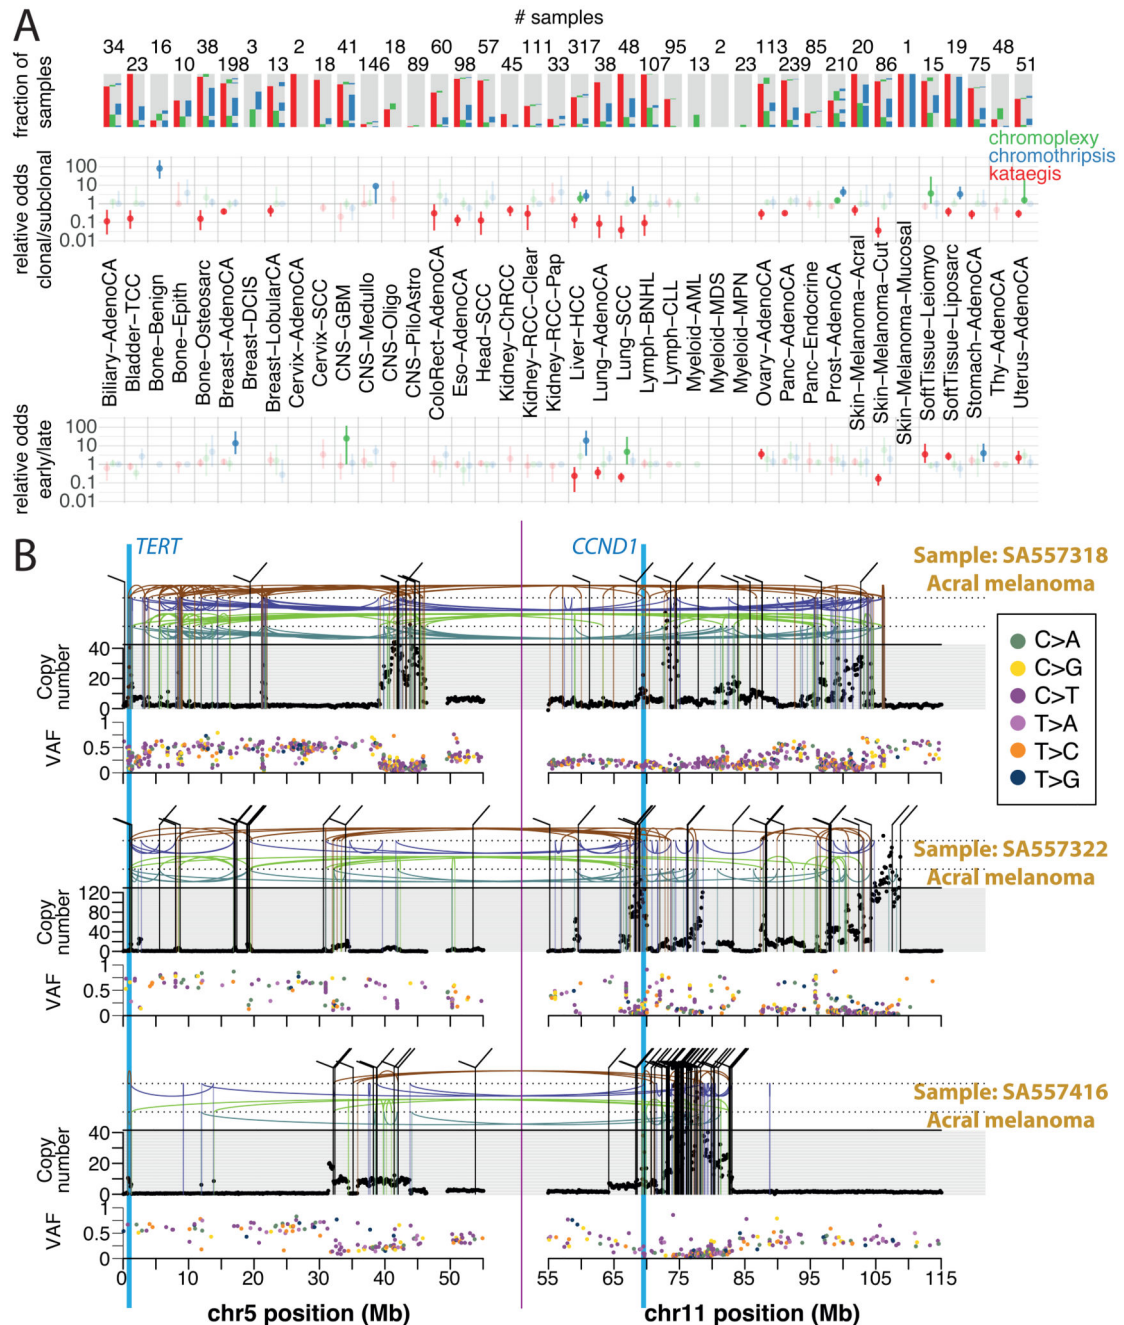 A
# samples
34 16 38 3 2 41 18 60 57 111 317 48 95 2 113 85 20 1 19 48
23 10 198 13 18 146 89 98 45 33 38 107 13 23 239 210 86 15 75 51
fraction of
samples
chromoplexy
chromothripsis
kataegis
relative odds
clonal/subclonal
100
10
1
0.1
0.01
Biliary−AdenoCA
Bladder−TCC
Bone−Benign
Bone−Epith
Bone−Osteosarc
Breast−AdenoCA
Breast−DCIS
Breast−LobularCA
Cervix−AdenoCA
Cervix−SCC
CNS−GBM
CNS−Medullo
CNS−Oligo
CNS−PiloAstro
ColoRect−AdenoCA
Eso−AdenoCA
Head−SCC
Kidney−ChRCC
Kidney−RCC−Clear
Kidney−RCC−Pap
Liver−HCC
Lung−AdenoCA
Lung−SCC
Lymph−BNHL
Lymph−CLL
Myeloid−AML
Myeloid−MDS
Myeloid−MPN
Ovary−AdenoCA
Panc−AdenoCA
Panc−Endocrine
Prost−AdenoCA
Skin−Melanoma−Acral
Skin−Melanoma−Cut
Skin−Melanoma−Mucosal
SoftTissue−Leiomyo
SoftTissue−Liposarc
Stomach−AdenoCA
Thy−AdenoCA
Uterus−AdenoCA
relative odds
early/late
100
10
1
0.1
0.01
B
TERT
CCND1
Sample: SA557318
Acral melanoma
Copy
number
40
20
0
VAF
1
0.5
0
C>A
C>G
C>T
T>A
T>C
T>G
Sample: SA557322
Acral melanoma
Copy
number
120
80
40
0
VAF
1
0.5
0
Sample: SA557416
Acral melanoma
Copy
number
40
20
0
VAF
1
0.5
0
0 10 20 30 40 50 55 65 75 85 95 105 115
chr5 position (Mb) chr11 position (Mb)